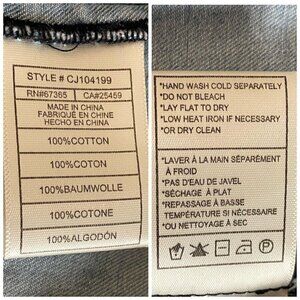 STYLE # CJ104199
RN#67365 CA#25459
MADE IN CHINA
FABRIQUÉ EN CHINE
HECHO EN CHINA
100%COTTON
100%COTON
100%BAUMWOLLE
100%COTONE
100%ALGODÓN
*HAND WASH COLD SEPARATELY
*DO NOT BLEACH
*LAY FLAT TO DRY
*LOW HEAT IRON IF NECESSARY
*OR DRY CLEAN
*LAVER À LA MAIN SÉPARÉMENT
À FROID
*PAS D'EAU DE JAVEL
*SÉCHAGE À PLAT
*REPASSAGE À BASSE
TEMPÉRATURE SI NÉCESSAIRE
*OU NETTOYAGE À SEC
P